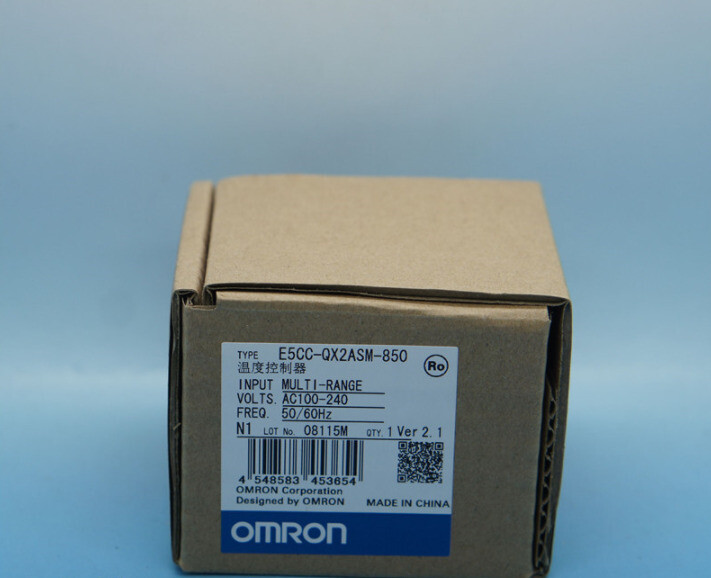 TYPE E5CC-QX2ASM-850
温度控制器 Ro
INPUT MULTI-RANGE
VOLTS. AC100-240
FREQ. 50/60Hz
N1 LOT No. 08115M QTY. 1 Ver 2.1
4 548583 453654
OMRON Corporation
Designed by OMRON MADE IN CHINA
OMRON